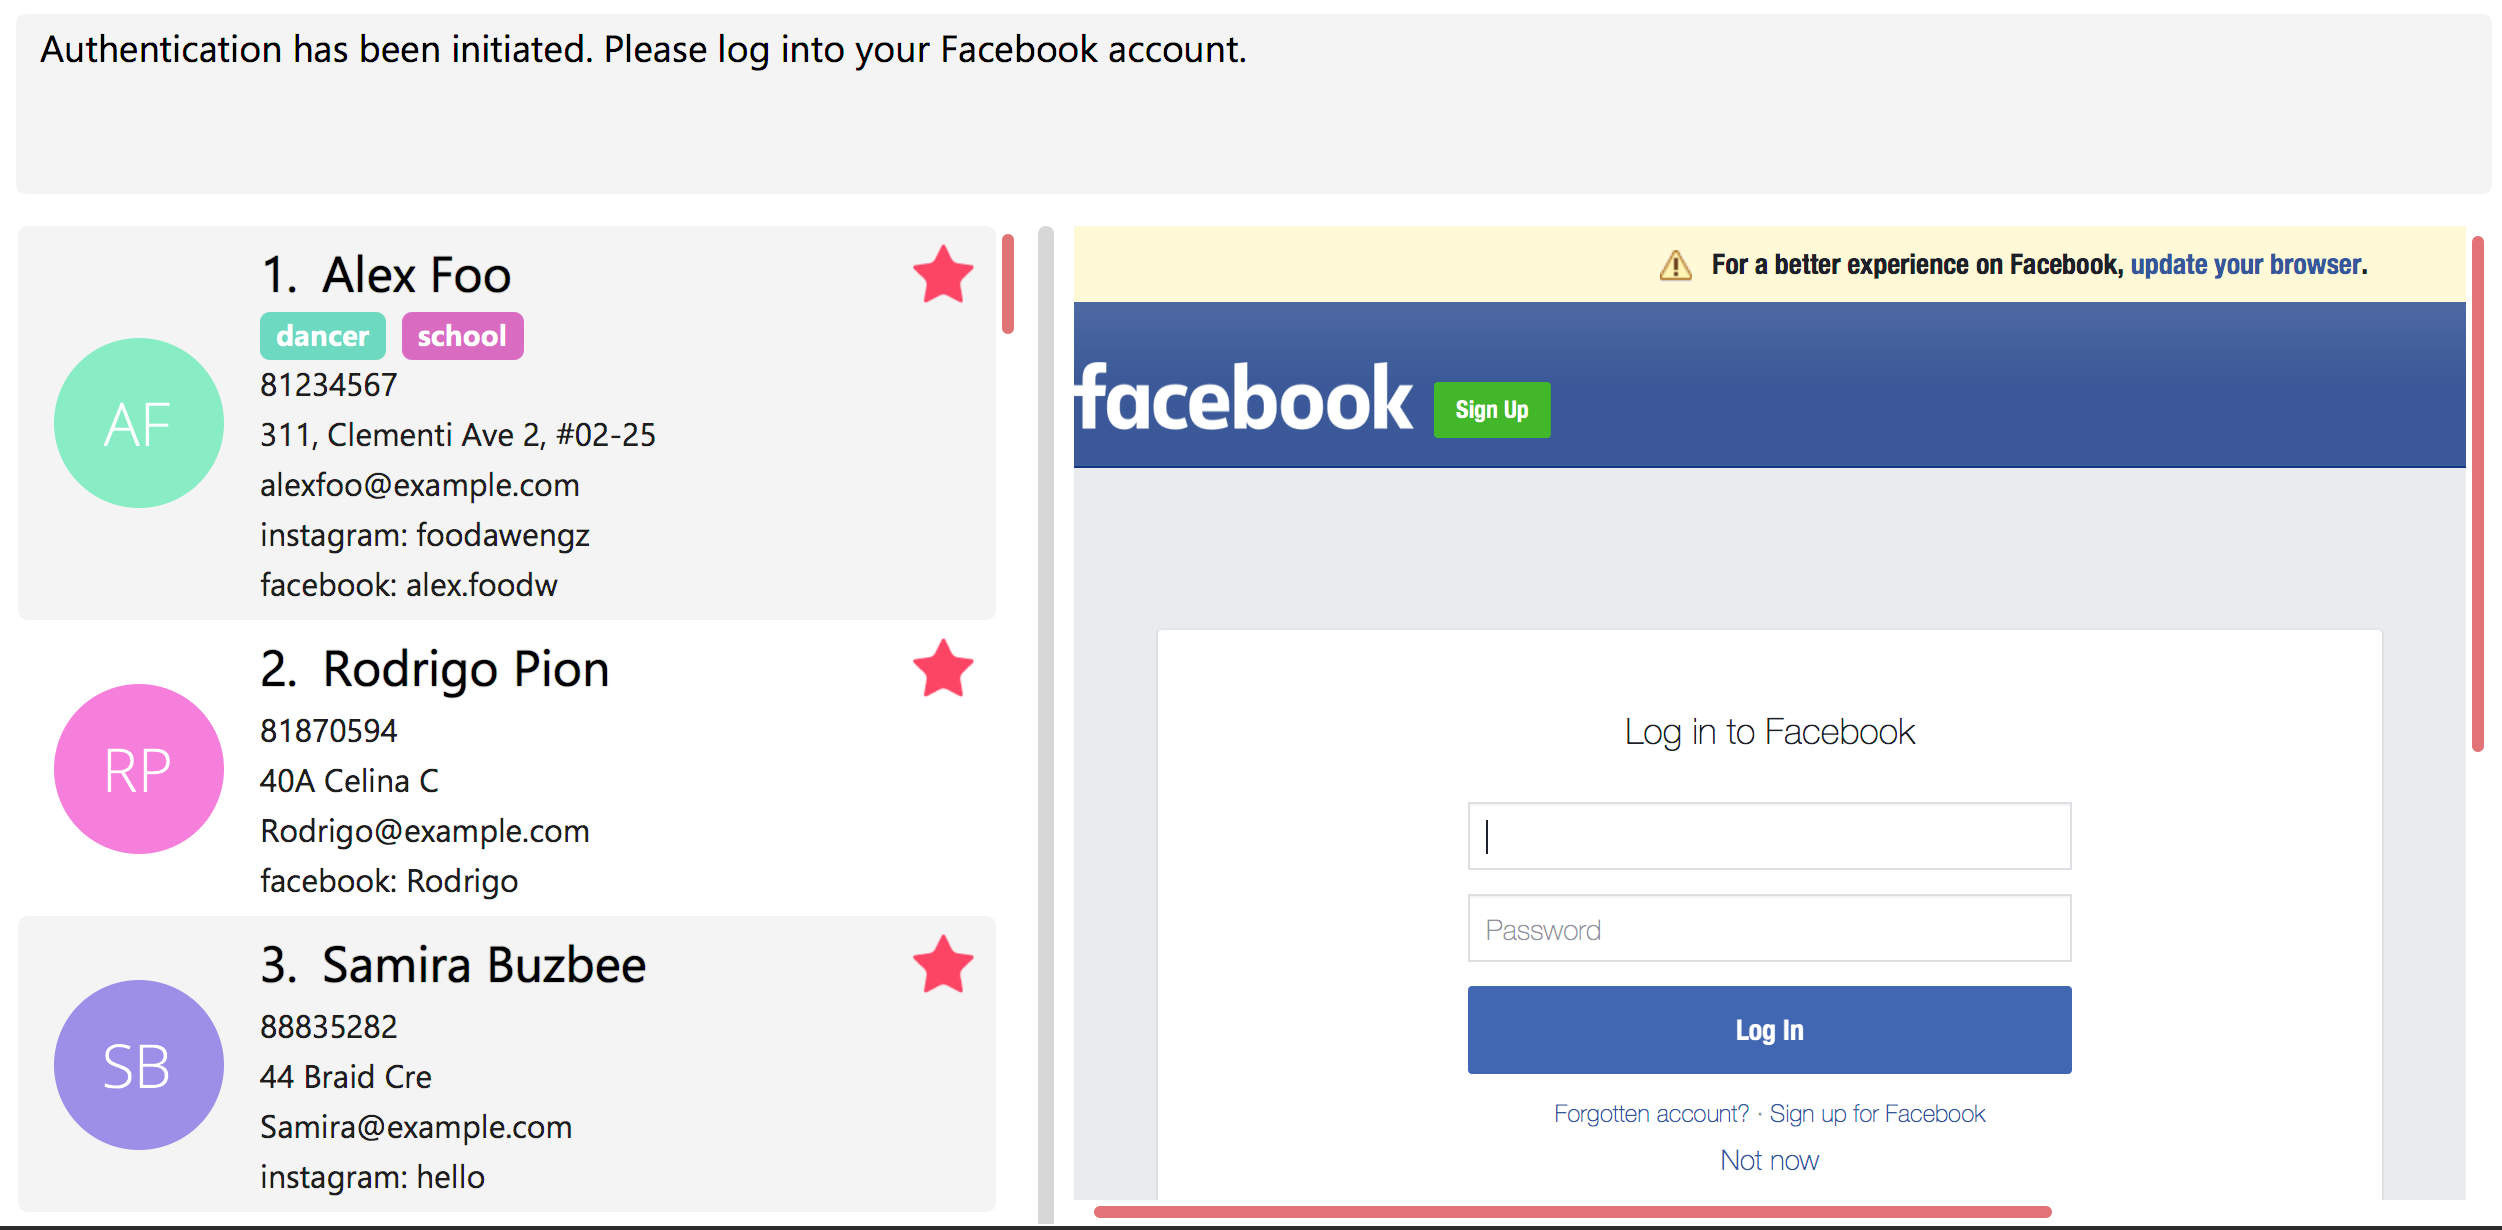 Authentication has been initiated. Please log into your Facebook account.
1. Alex Foo
dancer school
AF
81234567
311, Clementi Ave 2, #02-25
alexfoo@example.com
instagram: foodawengz
facebook: alex.foodw
2. Rodrigo Pion
RP
81870594
40A Celina C
Rodrigo@example.com
facebook: Rodrigo
3. Samira Buzbee
SB
88835282
44 Braid Cre
Samira@example.com
instagram: hello
For a better experience on Facebook, update your browser.
facebook Sign Up
Log in to Facebook
Password
Log In
Forgotten account? · Sign up for Facebook
Not now